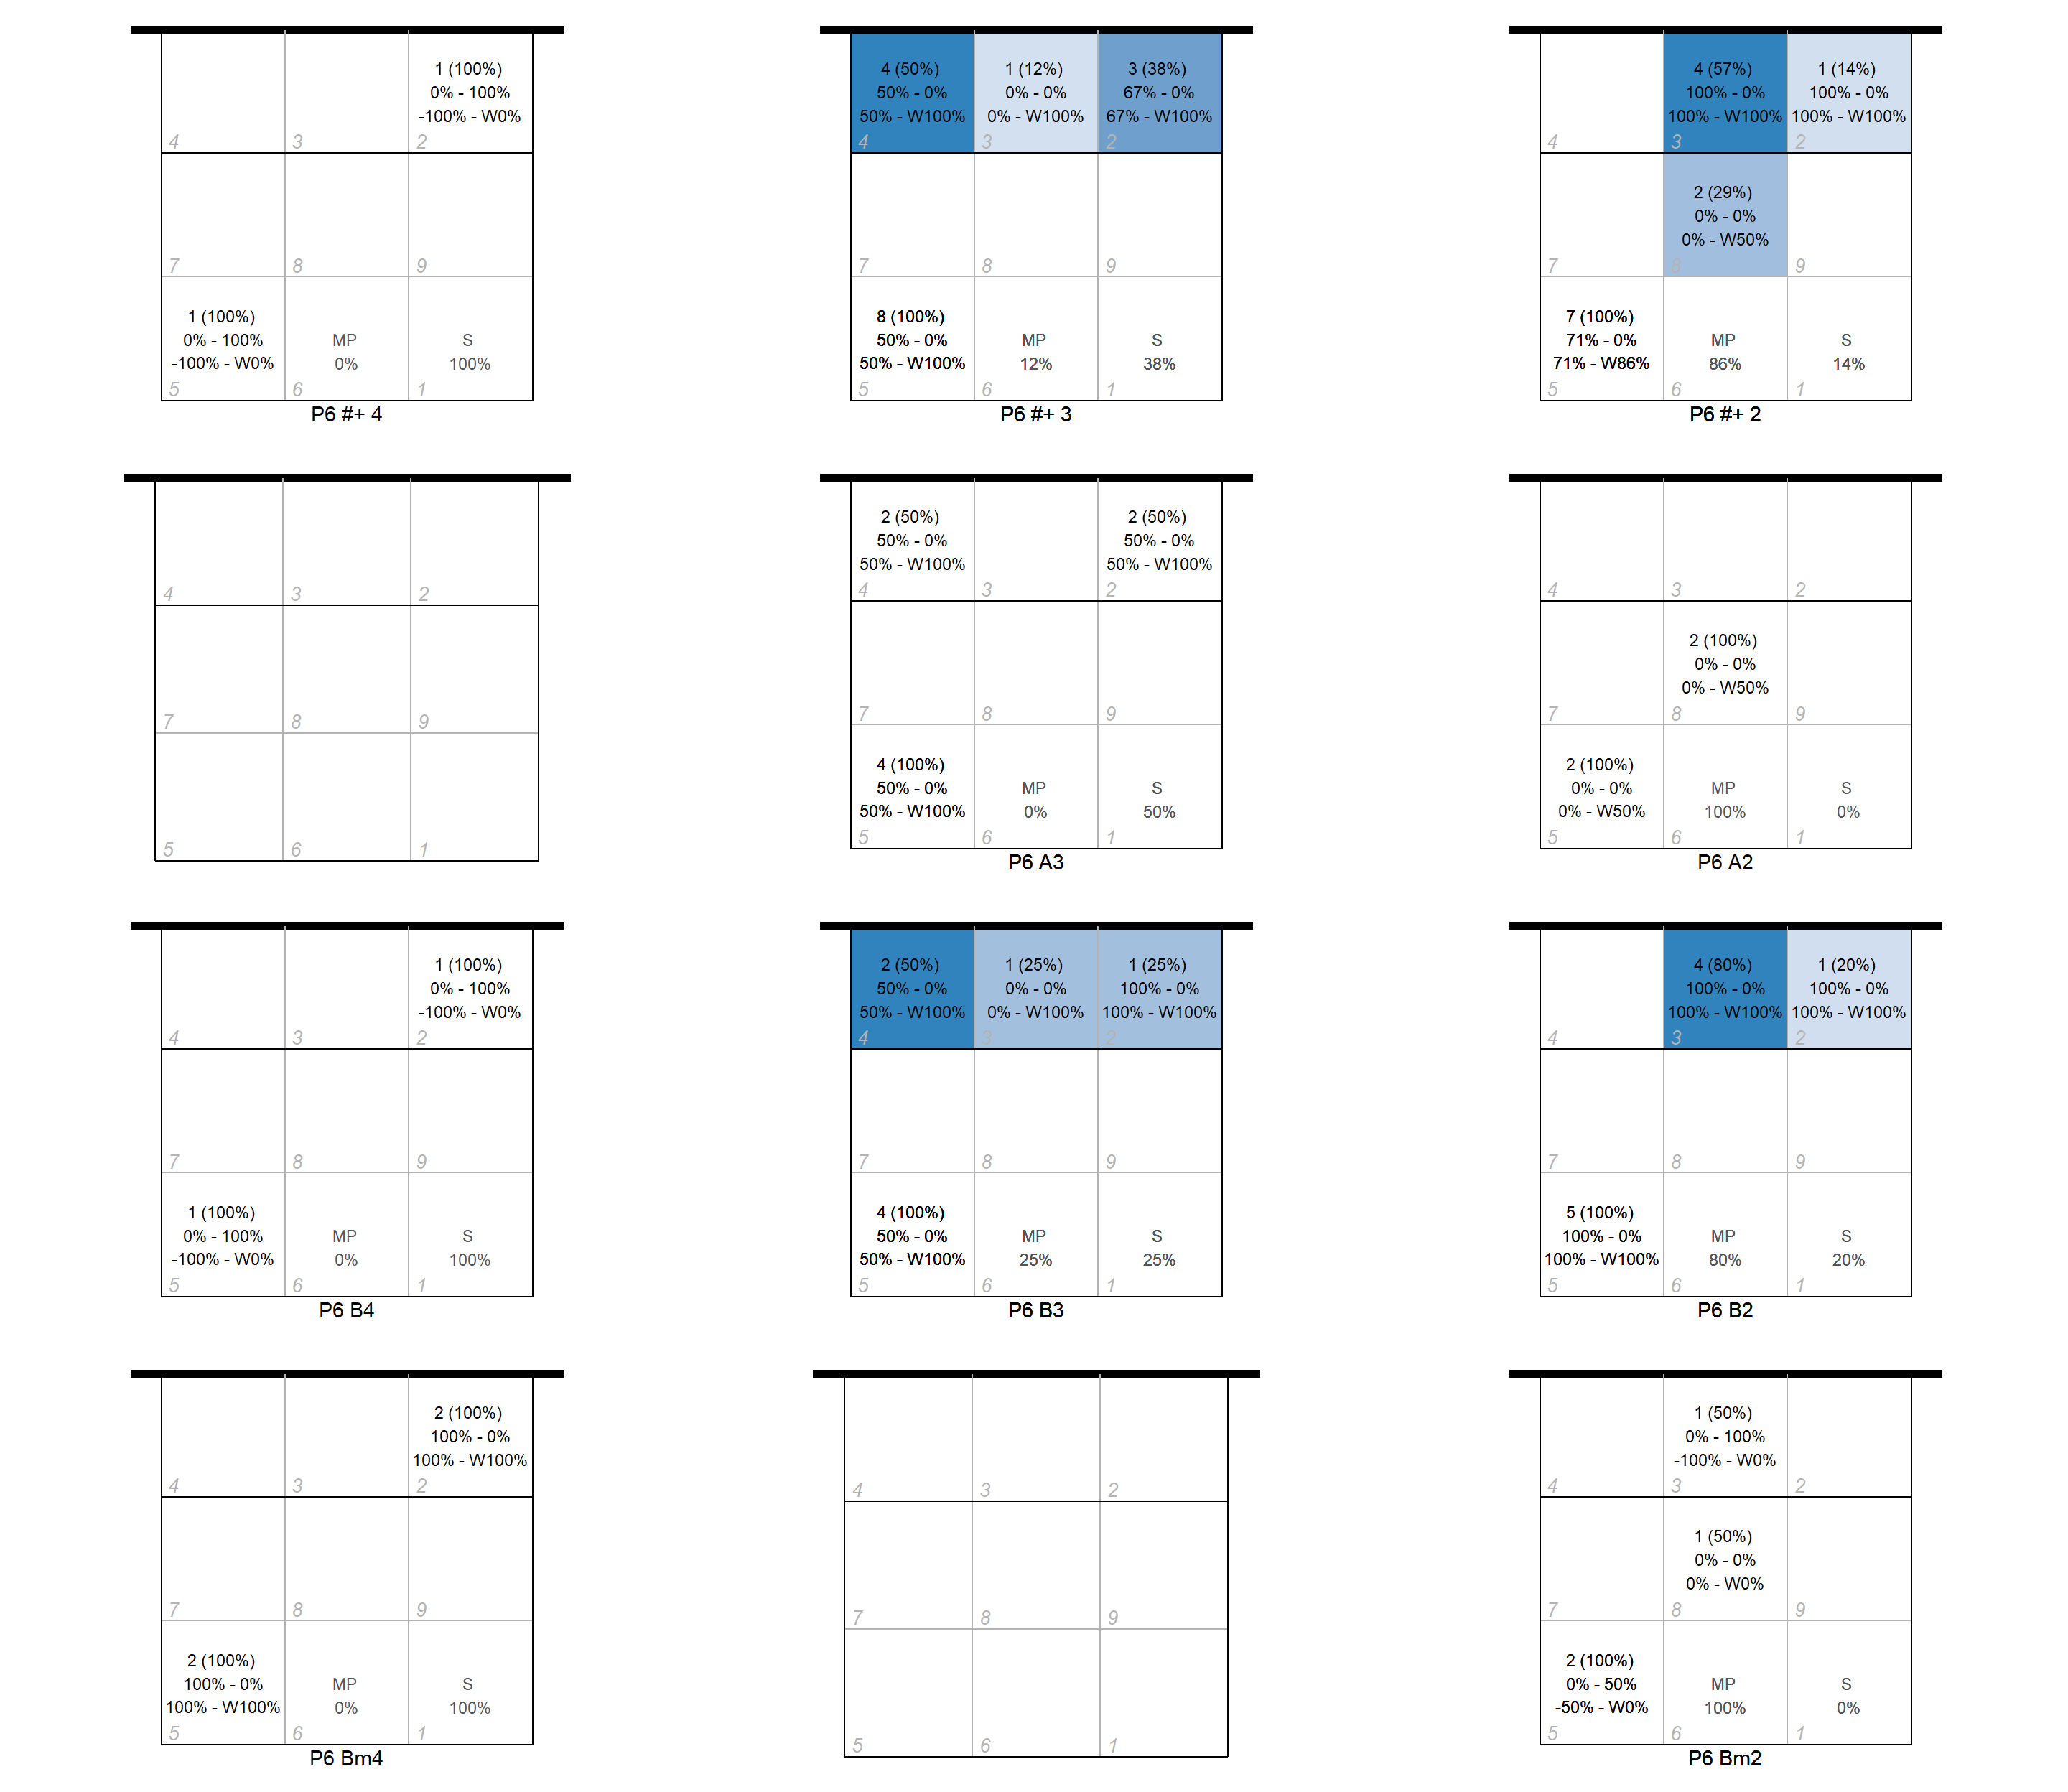 1 (100%)
0% - 100%
-100% - W0%
4
3
2
7
8
9
1 (100%)
0% - 100%
-100% - W0%
MP
0%
S
100%
5
6
1
P6 #+ 4
4 (50%)
50% - 0%
50% - W100%
1 (12%)
0% - 0%
0% - W100%
3 (38%)
67% - 0%
67% - W100%
4
3
2
7
8
9
8 (100%)
50% - 0%
50% - W100%
MP
12%
S
38%
5
6
1
P6 #+ 3
4 (57%)
100% - 0%
100% - W100%
1 (14%)
100% - 0%
100% - W100%
4
3
2
2 (29%)
0% - 0%
0% - W50%
7
8
9
7 (100%)
71% - 0%
71% - W86%
MP
86%
S
14%
5
6
1
P6 #+ 2
4
3
2
7
8
9
5
6
1
2 (50%)
50% - 0%
50% - W100%
2 (50%)
50% - 0%
50% - W100%
4
3
2
7
8
9
4 (100%)
50% - 0%
50% - W100%
MP
0%
S
50%
5
6
1
P6 A3
4
3
2
2 (100%)
0% - 0%
0% - W50%
7
8
9
2 (100%)
0% - 0%
0% - W50%
MP
100%
S
0%
5
6
1
P6 A2
1 (100%)
0% - 100%
-100% - W0%
4
3
2
7
8
9
1 (100%)
0% - 100%
-100% - W0%
MP
0%
S
100%
5
6
1
P6 B4
2 (50%)
50% - 0%
50% - W100%
1 (25%)
0% - 0%
0% - W100%
1 (25%)
100% - 0%
100% - W100%
4
3
2
7
8
9
4 (100%)
50% - 0%
50% - W100%
MP
25%
S
25%
5
6
1
P6 B3
4 (80%)
100% - 0%
100% - W100%
1 (20%)
100% - 0%
100% - W100%
4
3
2
7
8
9
5 (100%)
100% - 0%
100% - W100%
MP
80%
S
20%
5
6
1
P6 B2
2 (100%)
100% - 0%
100% - W100%
4
3
2
7
8
9
2 (100%)
100% - 0%
100% - W100%
MP
0%
S
100%
5
6
1
P6 Bm4
4
3
2
7
8
9
5
6
1
1 (50%)
0% - 100%
-100% - W0%
4
3
2
1 (50%)
0% - 0%
0% - W0%
7
8
9
2 (100%)
0% - 50%
-50% - W0%
MP
100%
S
0%
5
6
1
P6 Bm2